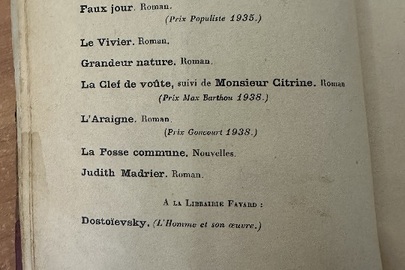 Faux jour. Roman.
(Prix Populiste 1935.)
Le Vivier. Roman.
Grandeur nature. Roman.
La Clef de voûte, suivi de Monsieur Citrine. Roman
(Prix Max Barthou 1938.)
L'Araigne. Roman
(Prix Goncourt 1938.)
La Fosse commune. Nouvelles.
Judith Madrier. Roman.
A LA LIBRAIRIE FAYARD :
Dostoïevsky. (L'Homme et son œuvre.)